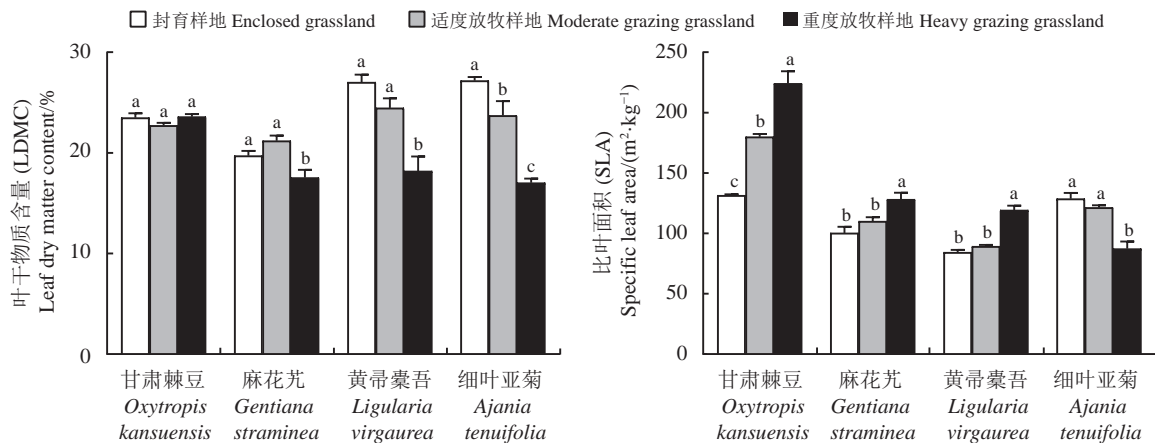 封育样地 Enclosed grassland 适度放牧样地 Moderate grazing grassland 重度放牧样地 Heavy grazing grassland
叶干物质含量 (LDMC)
Leaf dry matter content/%
30
20
10
0
a a a
a a b
a a b
a b c
甘肃棘豆 麻花艽 黄帚橐吾 细叶亚菊
Oxytropis Gentiana Ligularia Ajania
kansuensis straminea virgaurea tenuifolia
比叶面积 (SLA)
Specific leaf area/(m²·kg⁻¹)
250
200
150
100
50
0
c b a
b b a
b b a
a a b
甘肃棘豆 麻花艽 黄帚橐吾 细叶亚菊
Oxytropis Gentiana Ligularia Ajania
kansuensis straminea virgaurea tenuifolia